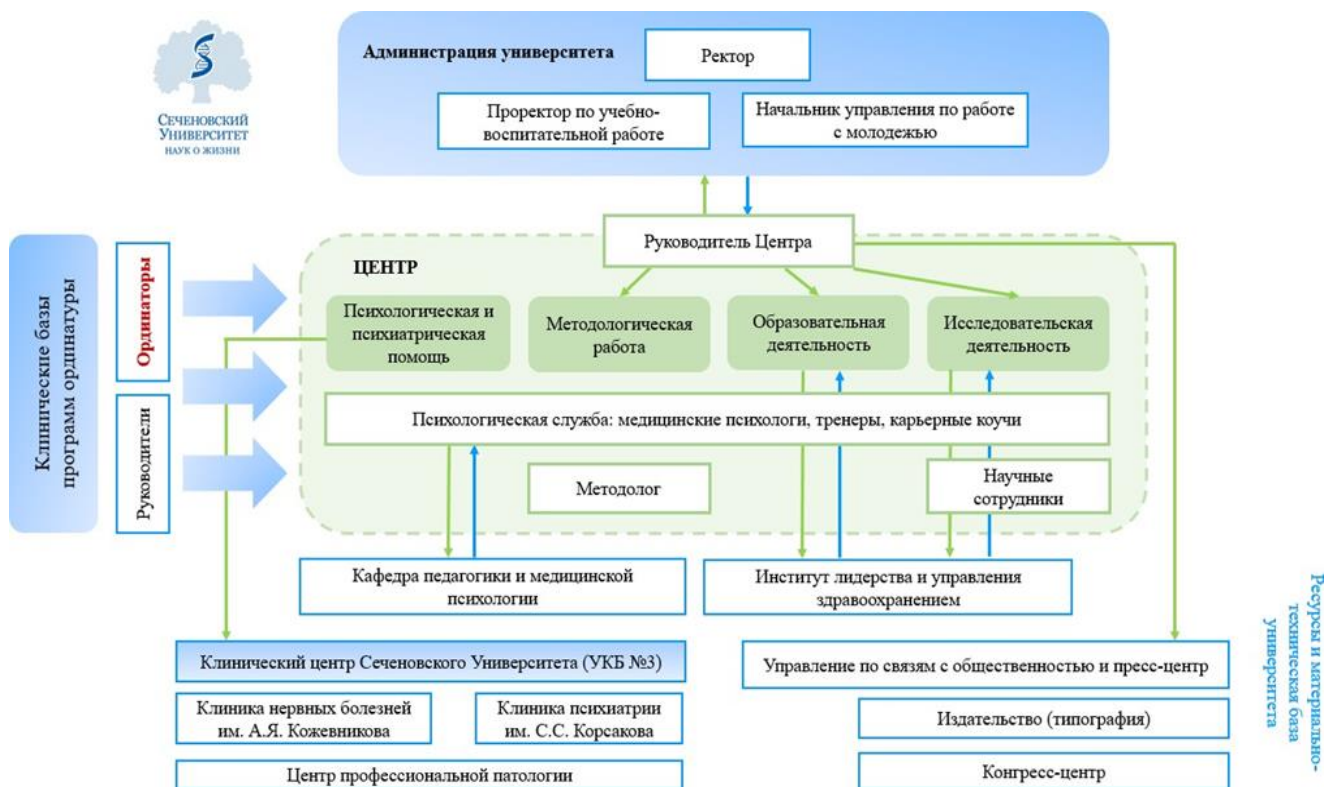 СЕЧЕНОВСКИЙ
УНИВЕРСИТЕТ
НАУК О ЖИЗНИ
Администрация университета
Ректор
Проректор по учебно-
воспитательной работе
Начальник управления по работе
с молодежью
Руководитель Центра
ЦЕНТР
Клинические базы
программ ординатуры
Ординаторы
Руководители
Психологическая и
психиатрическая
помощь
Методологическая
работа
Образовательная
деятельность
Исследовательская
деятельность
Психологическая служба: медицинские психологи, тренеры, карьерные коучи
Методолог
Научные
сотрудники
Кафедра педагогики и медицинской
психологии
Институт лидерства и управления
здравоохранением
Клинический центр Сеченовского Университета (УКБ №3)
Клиника нервных болезней
им. А.Я. Кожевникова
Клиника психиатрии
им. С.С. Корсакова
Центр профессиональной патологии
Управление по связям с общественностью и пресс-центр
Издательство (типография)
Конгресс-центр
Ресурсы и материально-
техническая база
университета